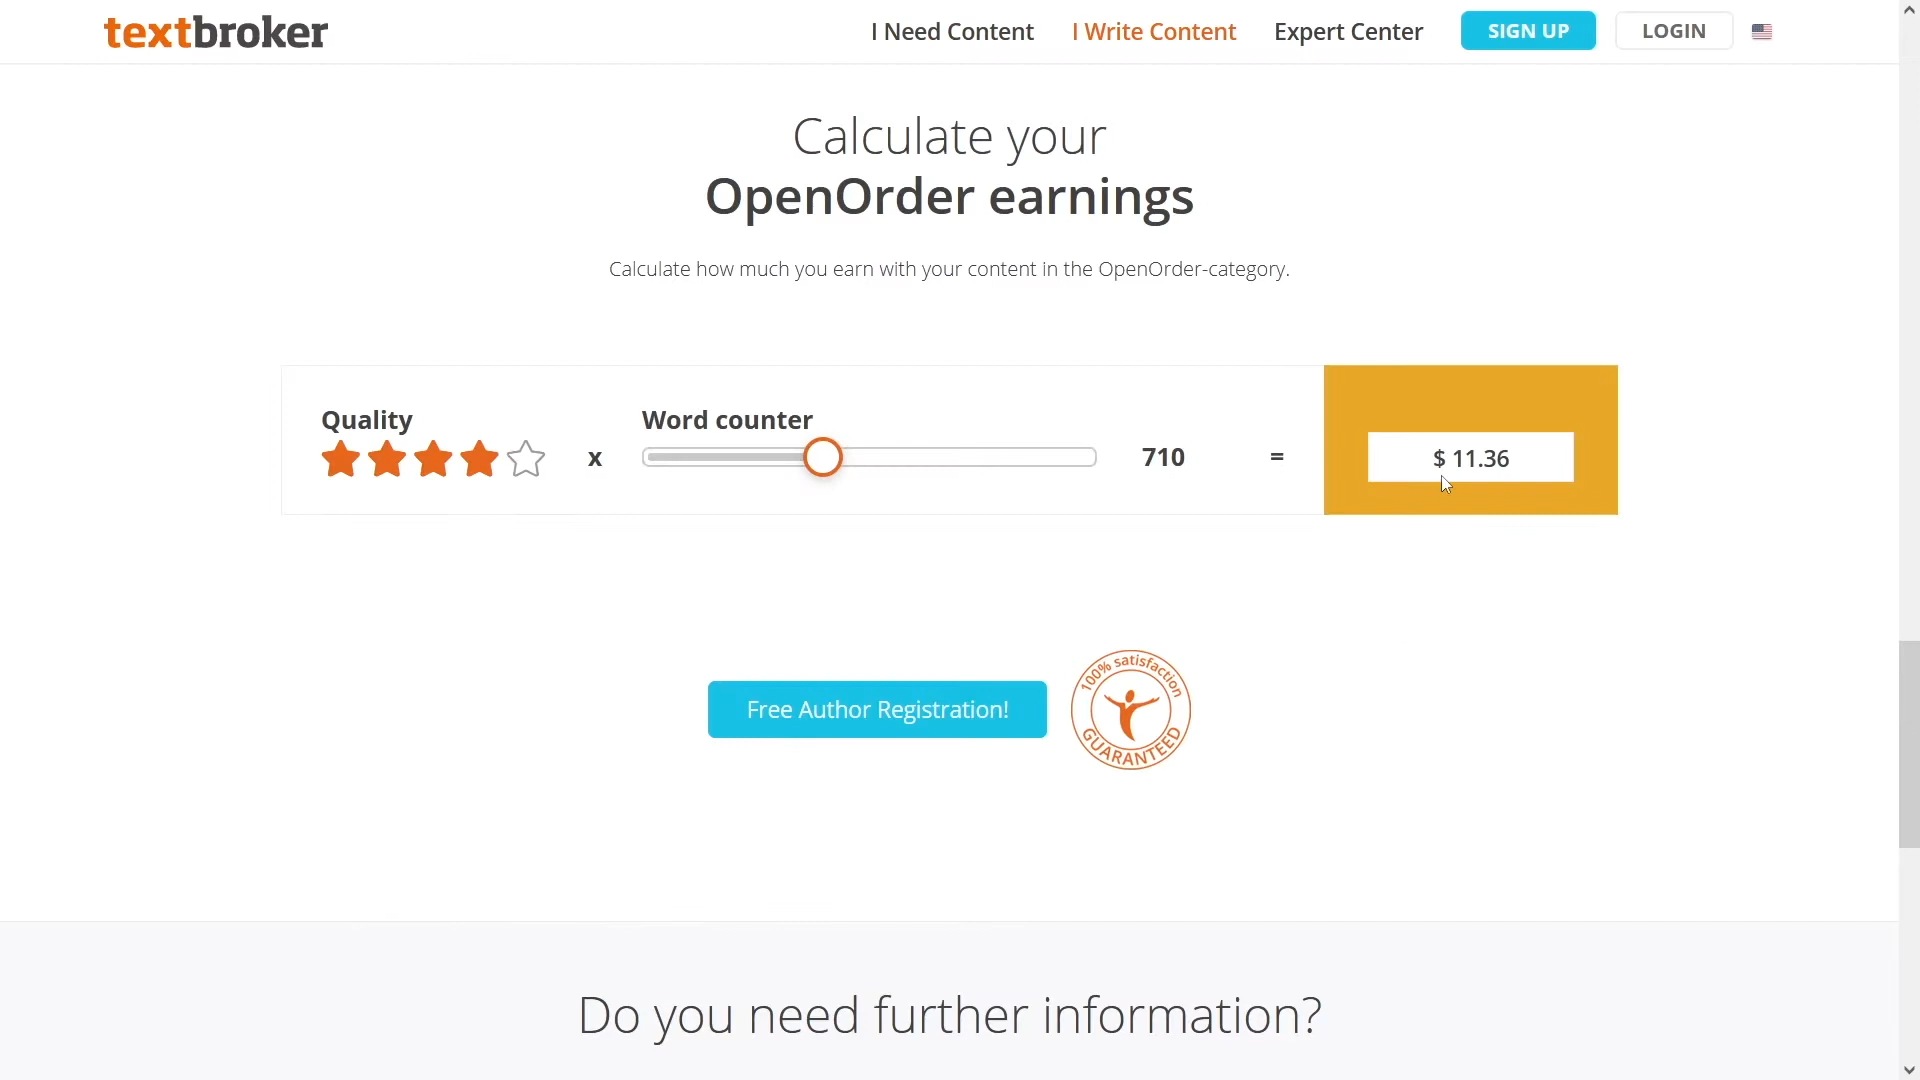 textbroker
I Need Content
I Write Content
Expert Center
SIGN UP
LOGIN
Calculate your
OpenOrder earnings
Calculate how much you earn with your content in the OpenOrder-category.
Quality
Word counter
x
710
=
$ 11.36
Free Author Registration!
100% satisfaction
GUARANTEED
Do you need further information?